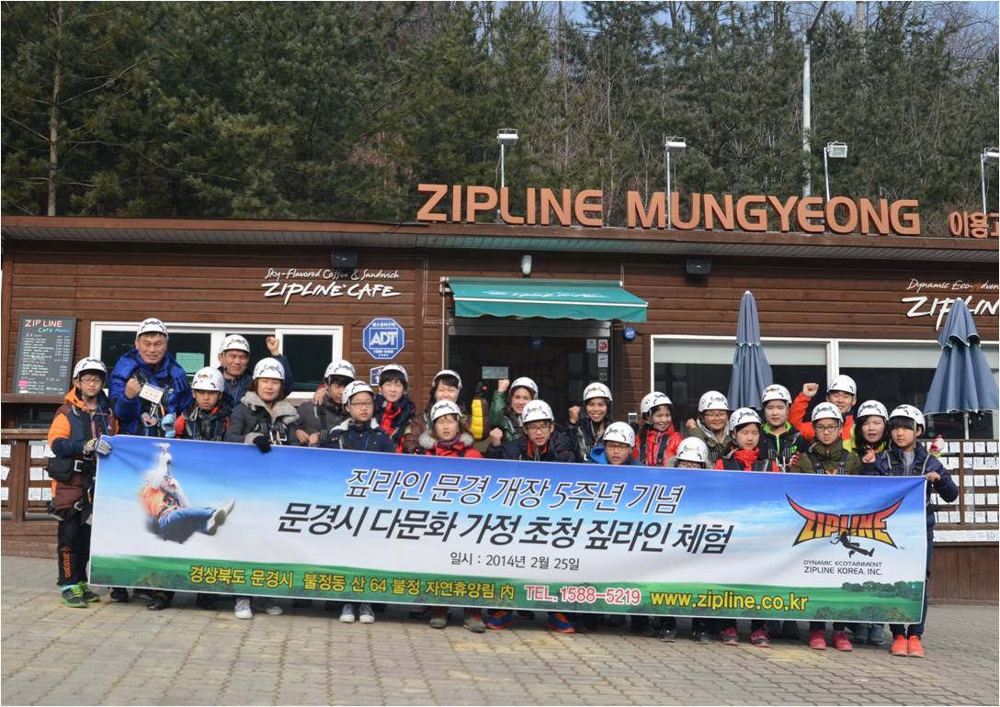 ZIPLINE MUNGYEONG
이용
Sky-Flavored Coffee & Sandwich
ZIPLINE CAFE
Dynamic Eco-
ZIPLINE
Cafe menu
ADT
짚라인 문경 개장 5주년 기념
문경시 다문화 가정 초청 짚라인 체험
일시 : 2014년 2월 25일
경상북도 문경시 불정동 산 64 불정 자연휴양림 內 TEL. 1588-5219 www.zipline.co.kr
ZIPLINE
TM
DYNAMIC ECOTAINMENT
ZIPLINE KOREA. INC.